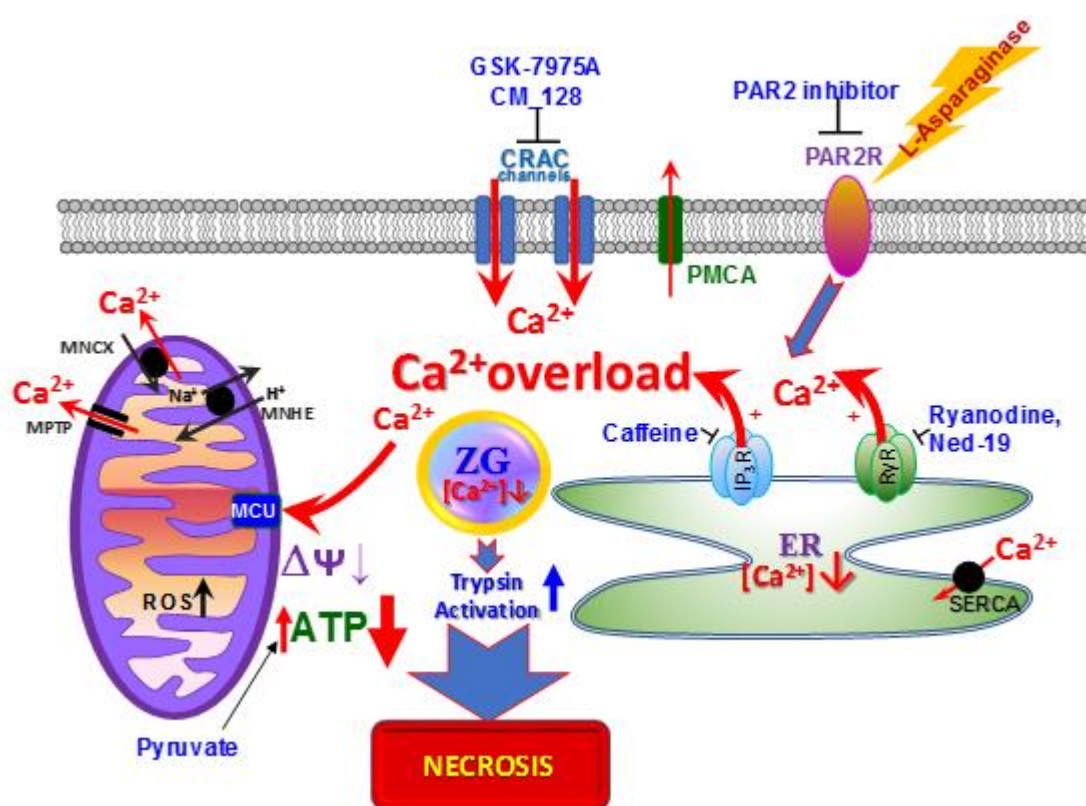 GSK-7975A
CM_128
PAR2 inhibitor
L-Asparaginase
CRAC
channels
PAR2R
PMCA
Ca2+
Ca2+
MNCX
Ca2+overload
Ca2+
Na+
H+
MNHE
Ca2+
MPTP
Ca2+
+
+
Caffeine
Ryanodine,
Ned-19
IP3R
RyR
ZG
[Ca2+]↓
MCU
ΔΨ↓
ER
[Ca2+]↓
Ca2+
SERCA
Trypsin
Activation ↑
ROS↑
↑ATP↓
Pyruvate
NECROSIS